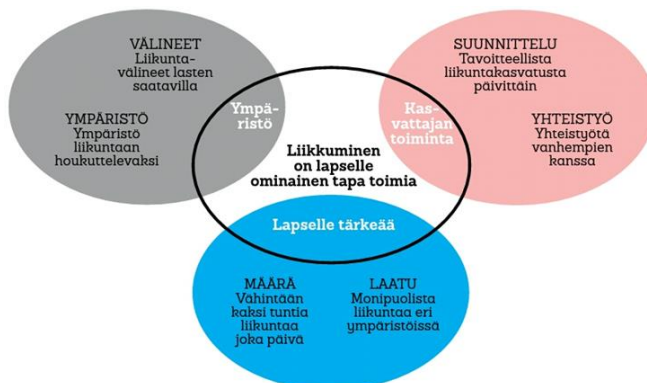 VÄLINEET
Liikunta-
välineet lasten
saatavilla
YMPÄRISTÖ
Ympäristö
liikuntaan
houkuttelevaksi
Ympä-
ristö
SUUNNITTELU
Tavoitteellista
liikuntakasvatusta
päivittäin
Kas-
vattajan
toiminta
YHTEISTYÖ
Yhteistyötä
vanhempien
kanssa
Liikkuminen
on lapselle
ominainen tapa toimia
Lapselle tärkeää
MÄÄRÄ
Vähintään
kaksi tuntia
liikuntaa
joka päivä
LAATU
Monipuolista
liikuntaa eri
ympäristöissä